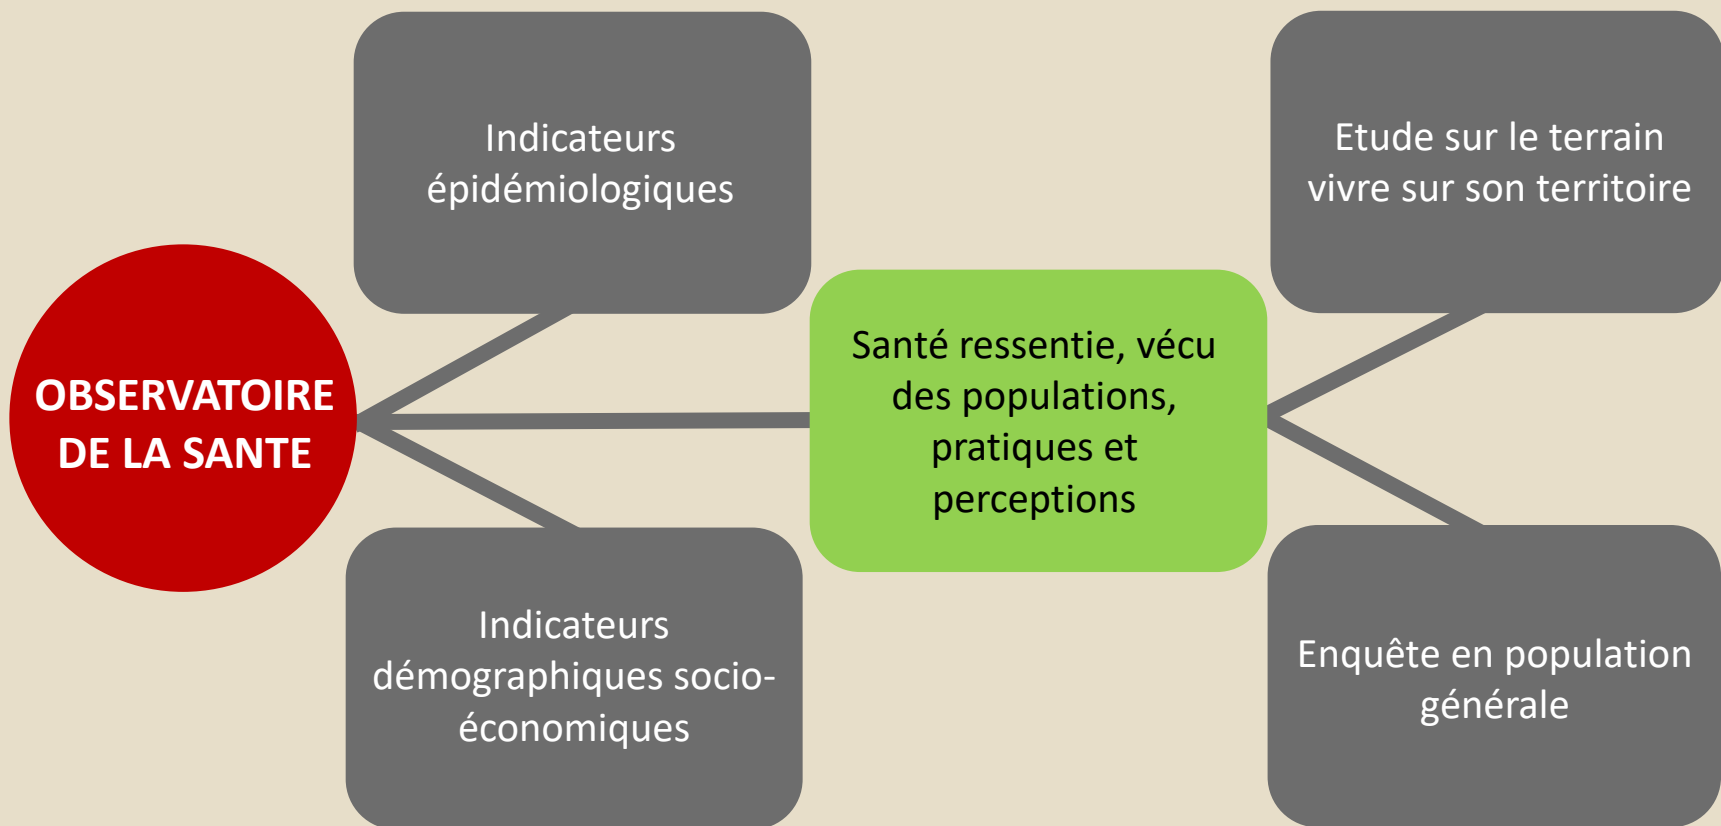 Indicateurs
épidémiologiques
Etude sur le terrain
vivre sur son territoire
OBSERVATOIRE
DE LA SANTE
Santé ressentie, vécu
des populations,
pratiques et
perceptions
Indicateurs
démographiques socio-
économiques
Enquête en population
générale